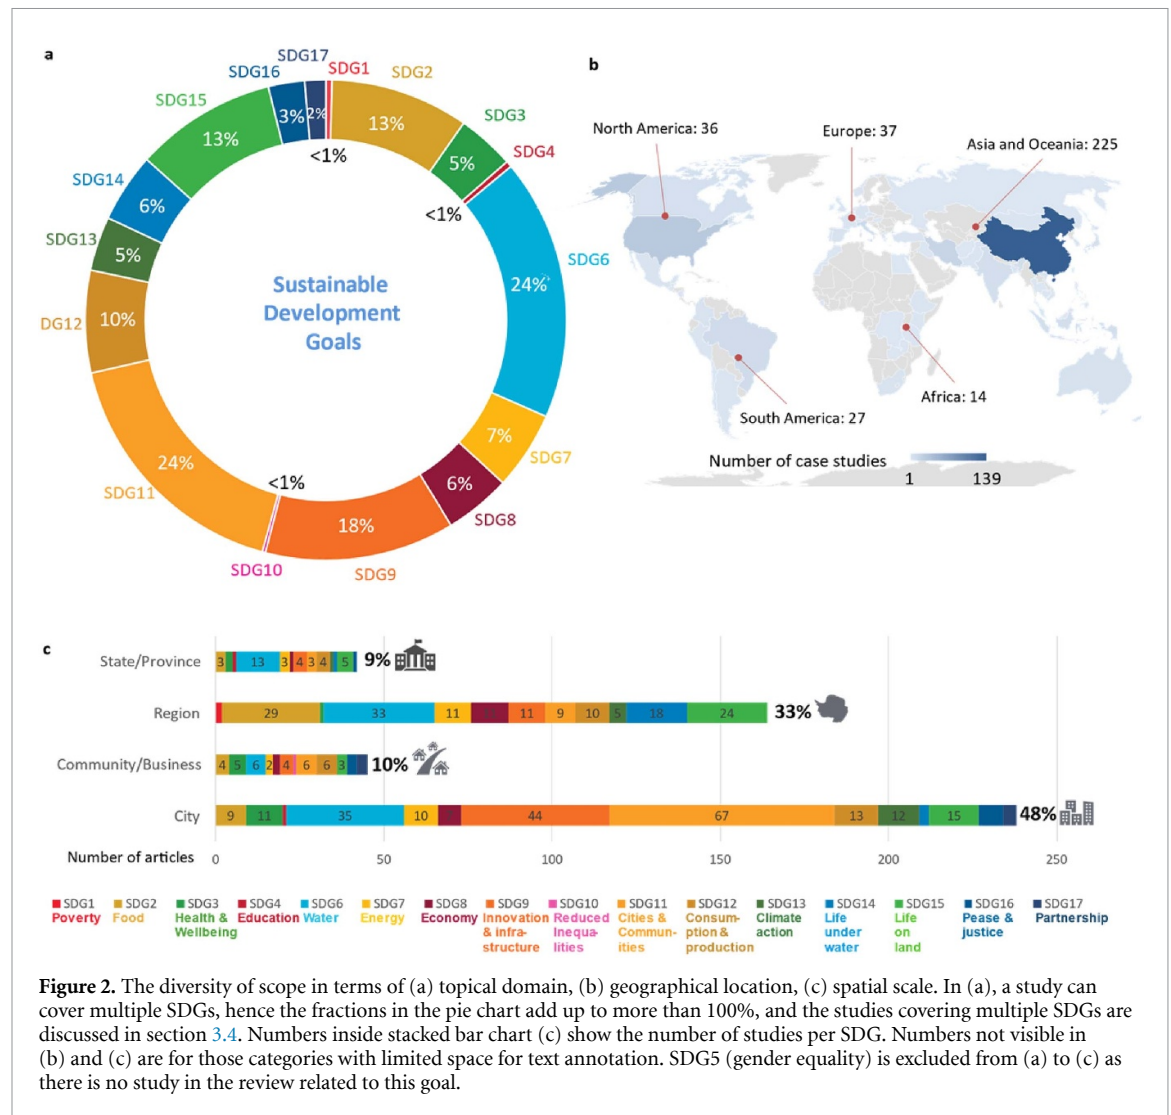 a
SDG17
SDG16
SDG1
SDG2
SDG15
SDG3
SDG4
SDG14
SDG13
SDG6
DG12
SDG7
SDG11
SDG8
SDG10
SDG9
3%
2%
13%
13%
<1%
5%
<1%
6%
5%
24%
10%
7%
24%
<1%
6%
18%
Sustainable
Development
Goals
b
North America: 36
Europe: 37
Asia and Oceania: 225
Africa: 14
South America: 27
Number of case studies
1 139
c
State/Province 3 13 3 4 3 4 5 9%
Region 29 33 11 11 9 10 5 18 24 33%
Community/Business 4 5 6 2 4 6 6 3 10%
City 9 11 35 10 44 67 13 12 15 48%
Number of articles 0 50 100 150 200 250
SDG1 SDG2 SDG3 SDG4 SDG6 SDG7 SDG8 SDG9 SDG10 SDG11 SDG12 SDG13 SDG14 SDG15 SDG16 SDG17
Poverty Food Health & Education Water Energy Economy Innovation Reduced Cities & Consum- Climate Life Life Pease & Partnership
Wellbeing & infra- Inequa- Commun- ption & action under on justice
structure lities ities production water land
Figure 2. The diversity of scope in terms of (a) topical domain, (b) geographical location, (c) spatial scale. In (a), a study can
cover multiple SDGs, hence the fractions in the pie chart add up to more than 100%, and the studies covering multiple SDGs are
discussed in section 3.4. Numbers inside stacked bar chart (c) show the number of studies per SDG. Numbers not visible in
(b) and (c) are for those categories with limited space for text annotation. SDG5 (gender equality) is excluded from (a) to (c) as
there is no study in the review related to this goal.